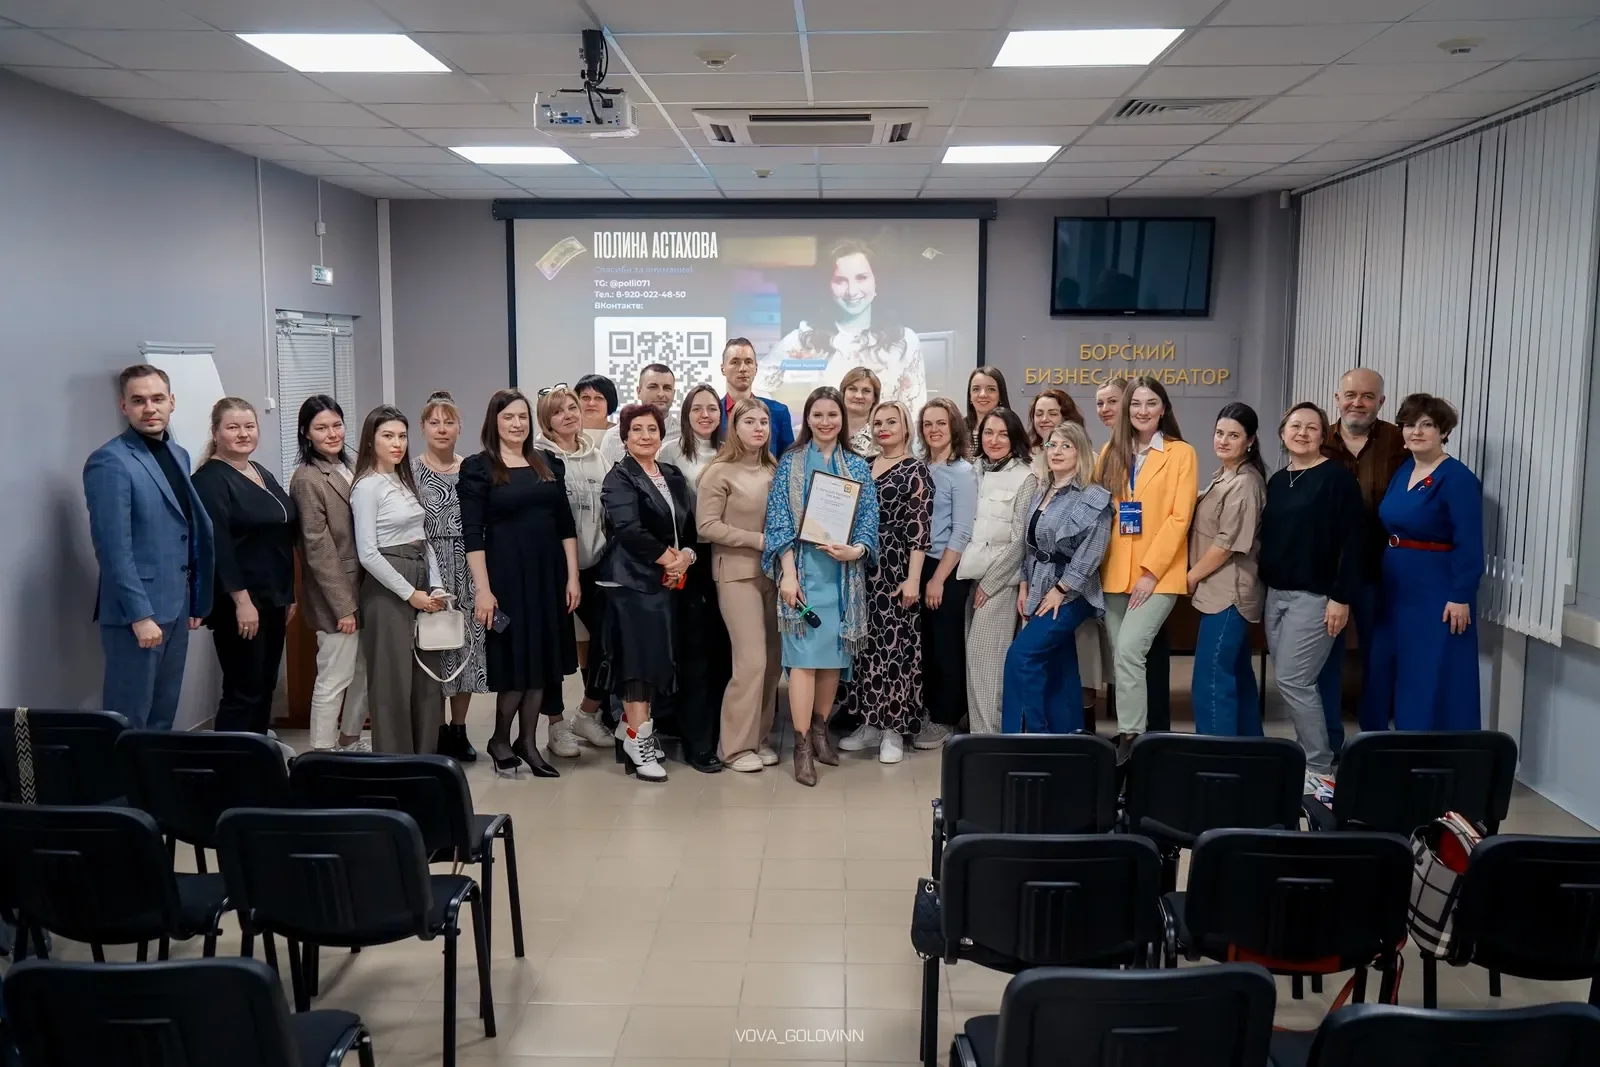 ПОЛИНА АСТАХОВА
Спасибо за внимание!
TG: @polli071
Тел.: 8-920-022-48-50
ВКонтакте:
БОРСКИЙ
БИЗНЕС-ИНКУБАТОР
VOVA_GOLOVINN